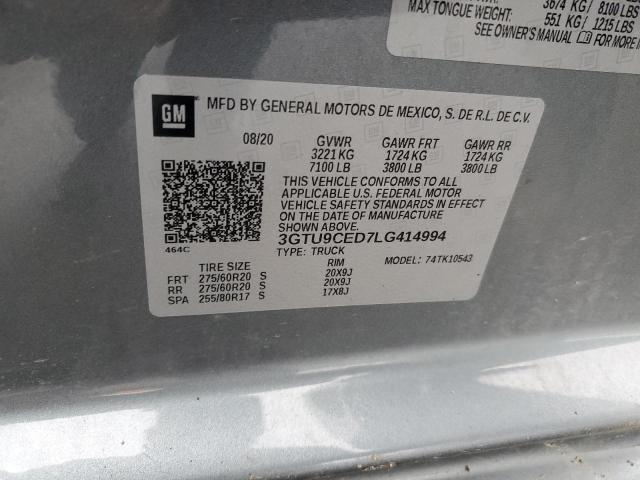 3674 KG / 8100 LBS
MAX TONGUE WEIGHT: 551 KG / 1215 LBS
SEE OWNER'S MANUAL FOR MORE
GM MFD BY GENERAL MOTORS DE MEXICO, S. DE R.L. DE C.V.
08/20 GVWR GAWR FRT GAWR RR
3221 KG 1724 KG 1724 KG
7100 LB 3800 LB 3800 LB
THIS VEHICLE CONFORMS TO ALL
APPLICABLE U.S. FEDERAL MOTOR
VEHICLE SAFETY STANDARDS IN EFFECT
ON THE DATE OF MANUFACTURE
SHOWN ABOVE.
464C 3GTU9CED7LG414994
TYPE: TRUCK MODEL: 74TK10543
TIRE SIZE RIM
FRT 275/60R20 S 20X9J
RR 275/60R20 S 20X9J
SPA 255/80R17 S 17X8J